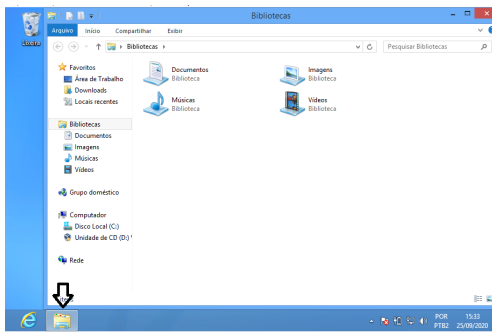 Bibliotecas
Arquivo Início Compartilhar Exibir
Bibliotecas
Pesquisar Bibliotecas
Lixeira
Favoritos
Área de Trabalho
Downloads
Locais recentes
Bibliotecas
Documentos
Imagens
Músicas
Vídeos
Grupo doméstico
Computador
Disco Local (C:)
Unidade de CD (D:)
Rede
Documentos
Biblioteca
Imagens
Biblioteca
Músicas
Biblioteca
Vídeos
Biblioteca
POR 15:33
PTB2 25/09/2020